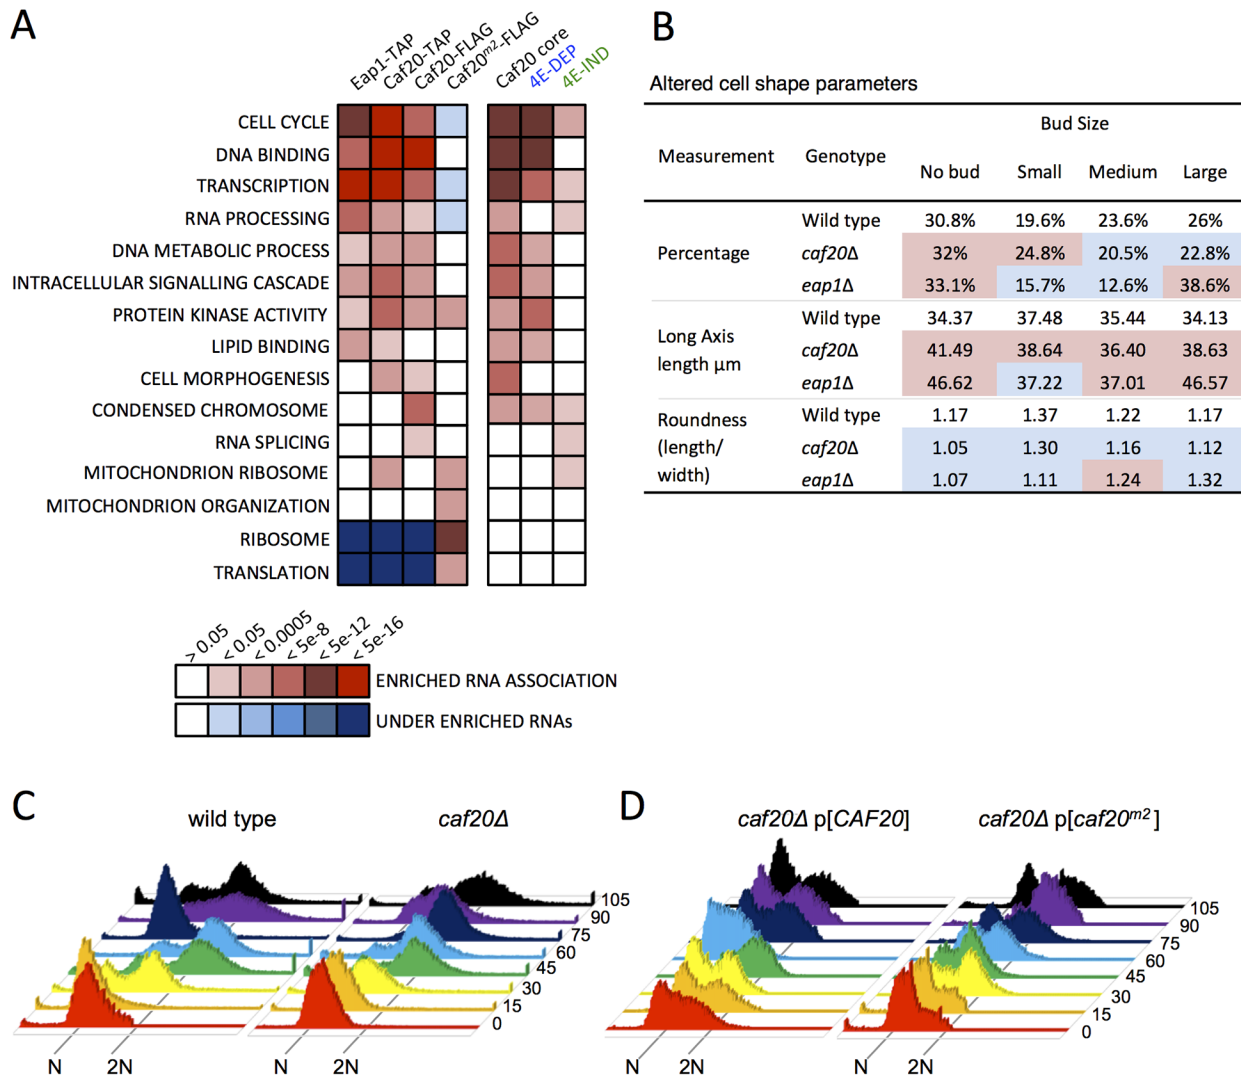 A
Eap1-TAP
Caf20-TAP
Caf20-FLAG
Caf20m2-FLAG
Caf20 core
4E-DEP
4E-IND
CELL CYCLE
DNA BINDING
TRANSCRIPTION
RNA PROCESSING
DNA METABOLIC PROCESS
INTRACELLULAR SIGNALLING CASCADE
PROTEIN KINASE ACTIVITY
LIPID BINDING
CELL MORPHOGENESIS
CONDENSED CHROMOSOME
RNA SPLICING
MITOCHONDRION RIBOSOME
MITOCHONDRION ORGANIZATION
RIBOSOME
TRANSLATION
> 0.05
< 0.05
< 0.0005
< 5e-8
< 5e-12
< 5e-16
ENRICHED RNA ASSOCIATION
UNDER ENRICHED RNAs
B
Altered cell shape parameters
Bud Size
Measurement Genotype No bud Small Medium Large
Wild type 30.8% 19.6% 23.6% 26%
Percentage caf20Δ 32% 24.8% 20.5% 22.8%
eap1Δ 33.1% 15.7% 12.6% 38.6%
Wild type 34.37 37.48 35.44 34.13
Long Axis
length µm
caf20Δ 41.49 38.64 36.40 38.63
eap1Δ 46.62 37.22 37.01 46.57
Wild type 1.17 1.37 1.22 1.17
Roundness
(length/
width)
caf20Δ 1.05 1.30 1.16 1.12
eap1Δ 1.07 1.11 1.24 1.32
C
wild type caf20Δ
105
90
75
60
45
30
15
0
N 2N N 2N
D
caf20Δ p[CAF20] caf20Δ p[caf20m2]
105
90
75
60
45
30
15
0
N 2N N 2N